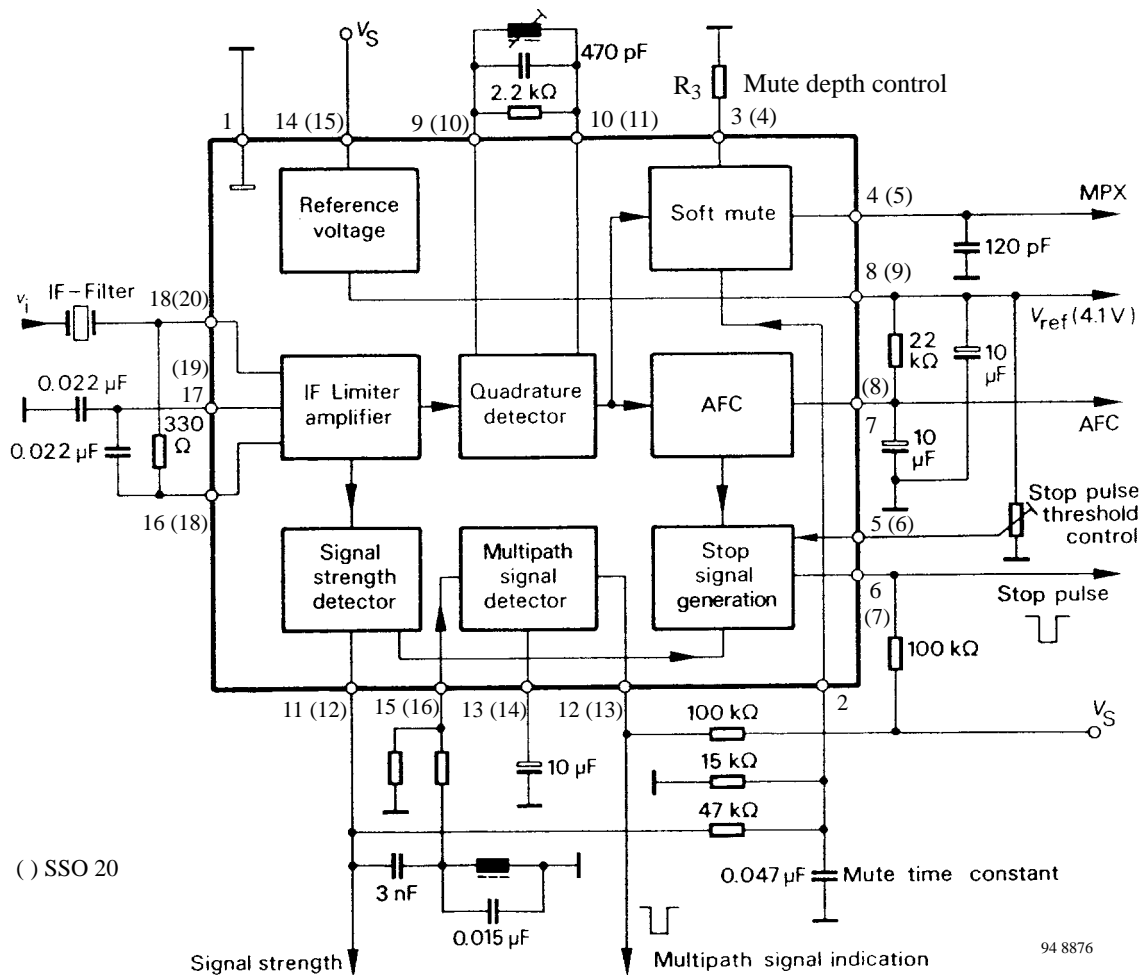 V_S
470 pF
2.2 kΩ
R₃ Mute depth control
1
14 (15)
9 (10)
10 (11)
3 (4)
Reference
voltage
Soft mute
4 (5)
MPX
120 pF
8 (9)
V_ref (4.1 V)
v_i
IF–Filter
18(20)
(19)
17
0.022 µF
0.022 µF
330
Ω
16 (18)
IF Limiter
amplifier
Quadrature
detector
AFC
22
kΩ
10
µF
(8)
7
AFC
10
µF
Stop pulse
threshold
control
5 (6)
Signal
strength
detector
Multipath
signal
detector
Stop
signal
generation
6
(7)
Stop pulse
100 kΩ
11 (12)
15 (16)
13 (14)
12 (13)
2
100 kΩ
V_S
10 µF
15 kΩ
47 kΩ
( ) SSO 20
3 nF
0.015 µF
0.047 µF
Mute time constant
Signal strength
Multipath signal indication
94 8876